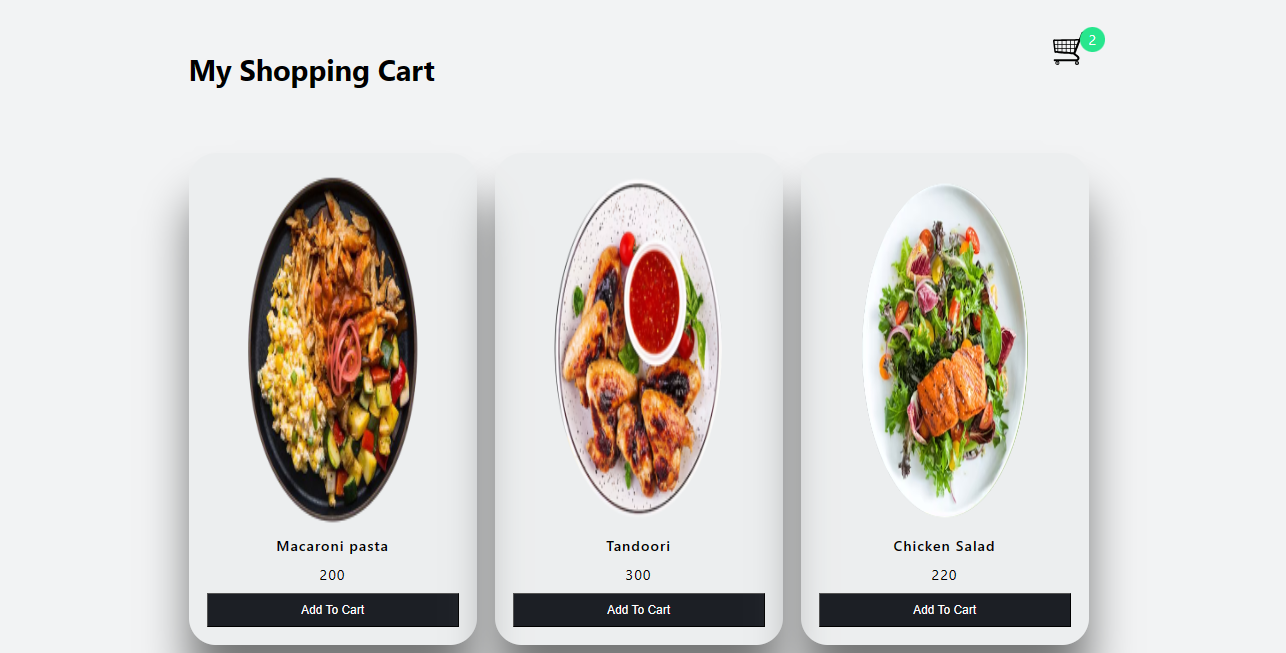 2
My Shopping Cart
Macaroni pasta
200
Add To Cart
Tandoori
300
Add To Cart
Chicken Salad
220
Add To Cart